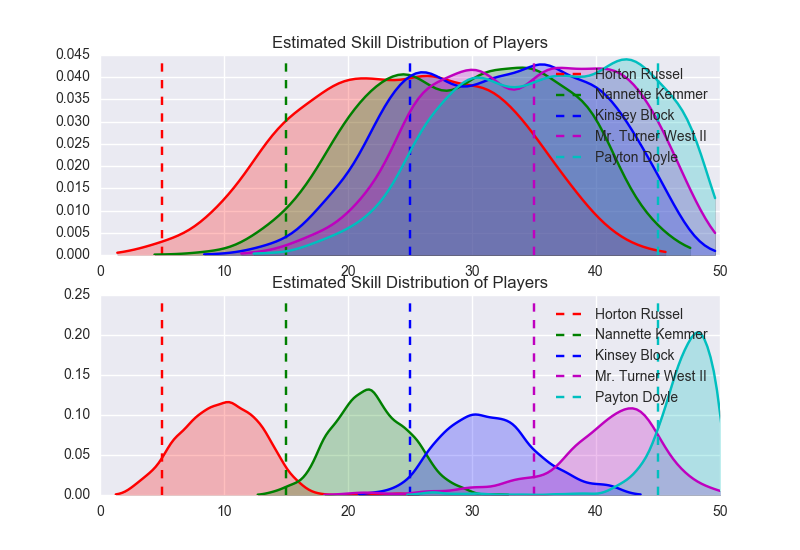 Estimated Skill Distribution of Players
0.045
0.040
0.035
0.030
0.025
0.020
0.015
0.010
0.005
0.000
Horton Russel
Nannette Kemmer
Kinsey Block
Mr. Turner West II
Payton Doyle
0 10 20 30 40 50
Estimated Skill Distribution of Players
0.25
0.20
0.15
0.10
0.05
0.00
Horton Russel
Nannette Kemmer
Kinsey Block
Mr. Turner West II
Payton Doyle
0 10 20 30 40 50